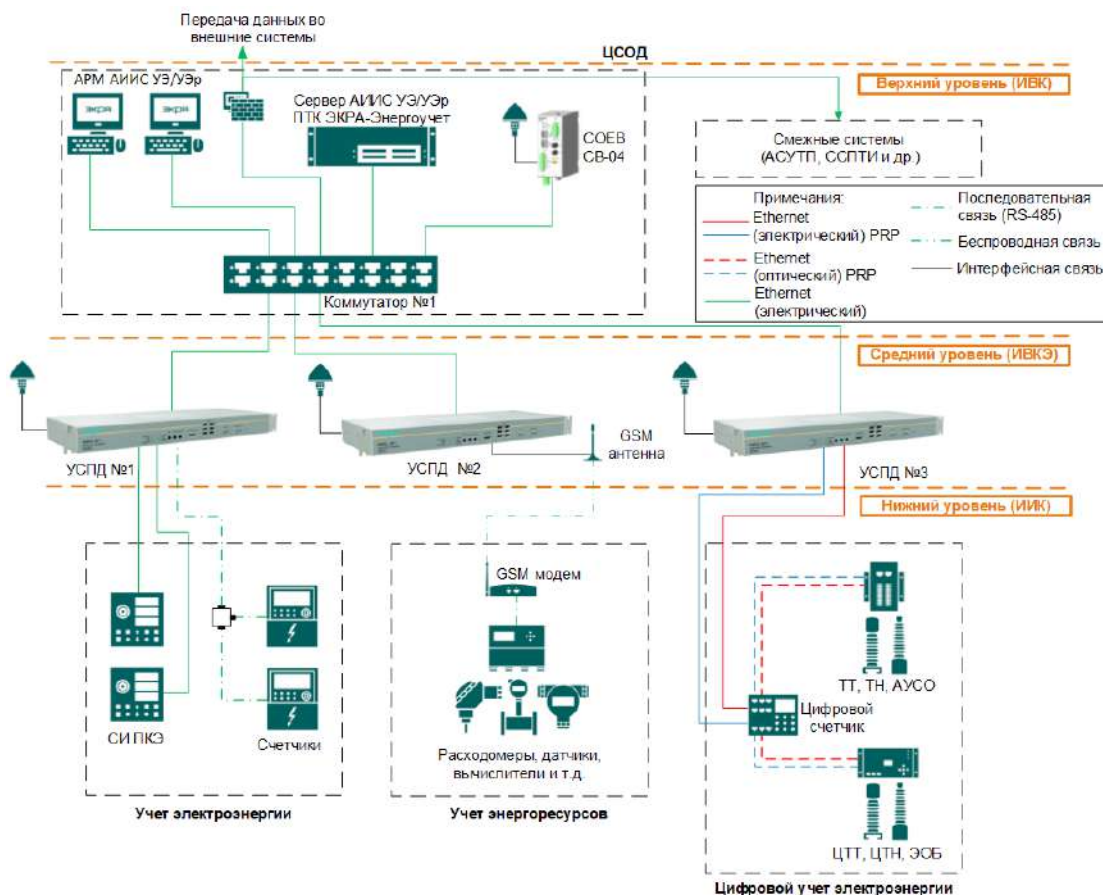 Передача данных во
внешние системы
ЦСОД
АРМ АИИС УЭ/УЭр
Верхний уровень (ИВК)
экра
экра
Сервер АИИС УЭ/УЭр
ПТК ЭКРА-Энергоучет
СОЕВ
СВ-04
Смежные системы
(АСУТП, ССПТИ и др.)
Примечания:
Ethernet
(электрический) PRP
Ethernet
(оптический) PRP
Ethernet
(электрический)
Последовательная
связь (RS-485)
Беспроводная связь
Интерфейсная связь
Коммутатор №1
Средний уровень (ИВКЭ)
GSM
антенна
УСПД №1
УСПД №2
УСПД №3
Нижний уровень (ИИК)
GSM модем
ТТ, ТН, АУСО
Цифровой
счетчик
СИ ПКЭ
Счетчики
Расходомеры, датчики,
вычислители и т.д.
ЦТТ, ЦТН, ЭОБ
Учет электроэнергии
Учет энергоресурсов
Цифровой учет электроэнергии